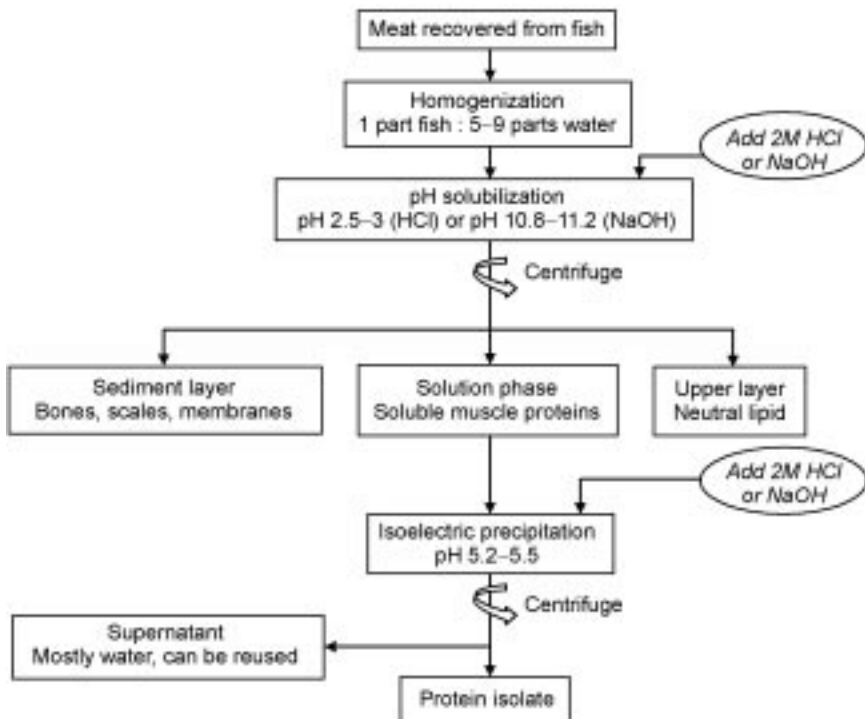 Meat recovered from fish
Homogenization
1 part fish : 5–9 parts water
Add 2M HCl
or NaOH
pH solubilization
pH 2.5–3 (HCl) or pH 10.8–11.2 (NaOH)
Centrifuge
Sediment layer
Bones, scales, membranes
Solution phase
Soluble muscle proteins
Upper layer
Neutral lipid
Add 2M HCl
or NaOH
Isoelectric precipitation
pH 5.2–5.5
Centrifuge
Supernatant
Mostly water, can be reused
Protein isolate